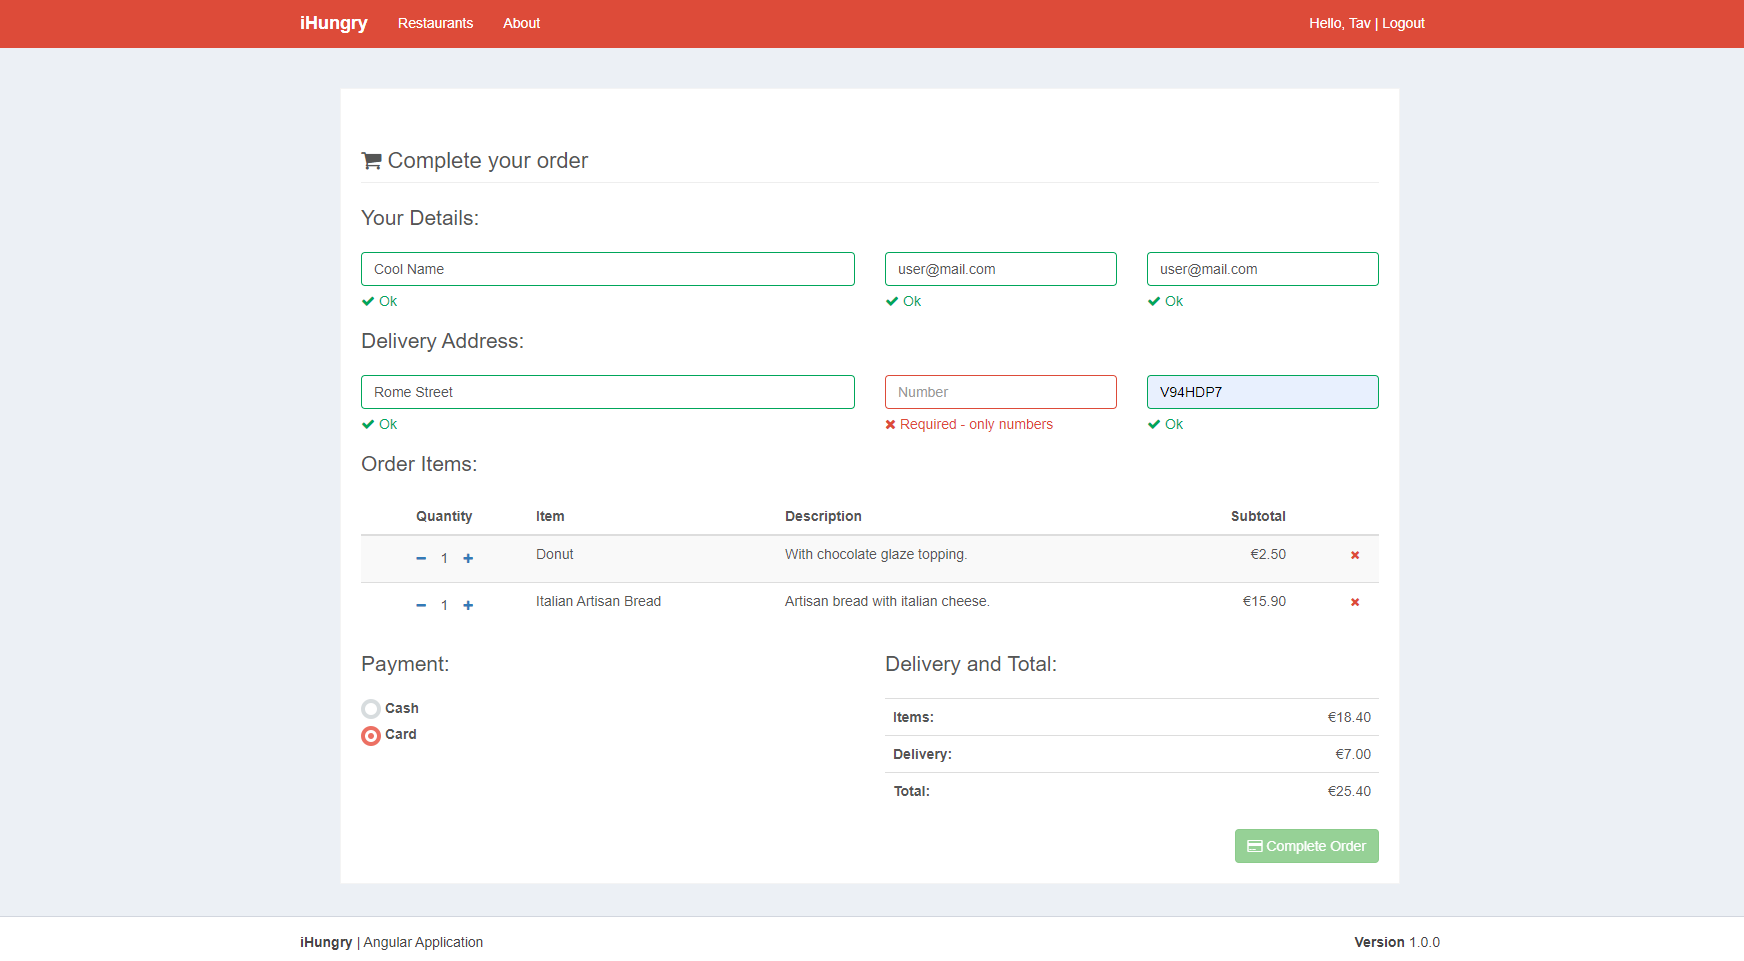 iHungry Restaurants About Hello, Tav | Logout
Complete your order
Your Details:
Cool Name user@mail.com user@mail.com
Ok Ok Ok
Delivery Address:
Rome Street Number V94HDP7
Ok Required - only numbers Ok
Order Items:
Quantity Item Description Subtotal
1 Donut With chocolate glaze topping. €2.50
1 Italian Artisan Bread Artisan bread with italian cheese. €15.90
Payment: Delivery and Total:
Cash
Card
Items: €18.40
Delivery: €7.00
Total: €25.40
Complete Order
iHungry | Angular Application Version 1.0.0